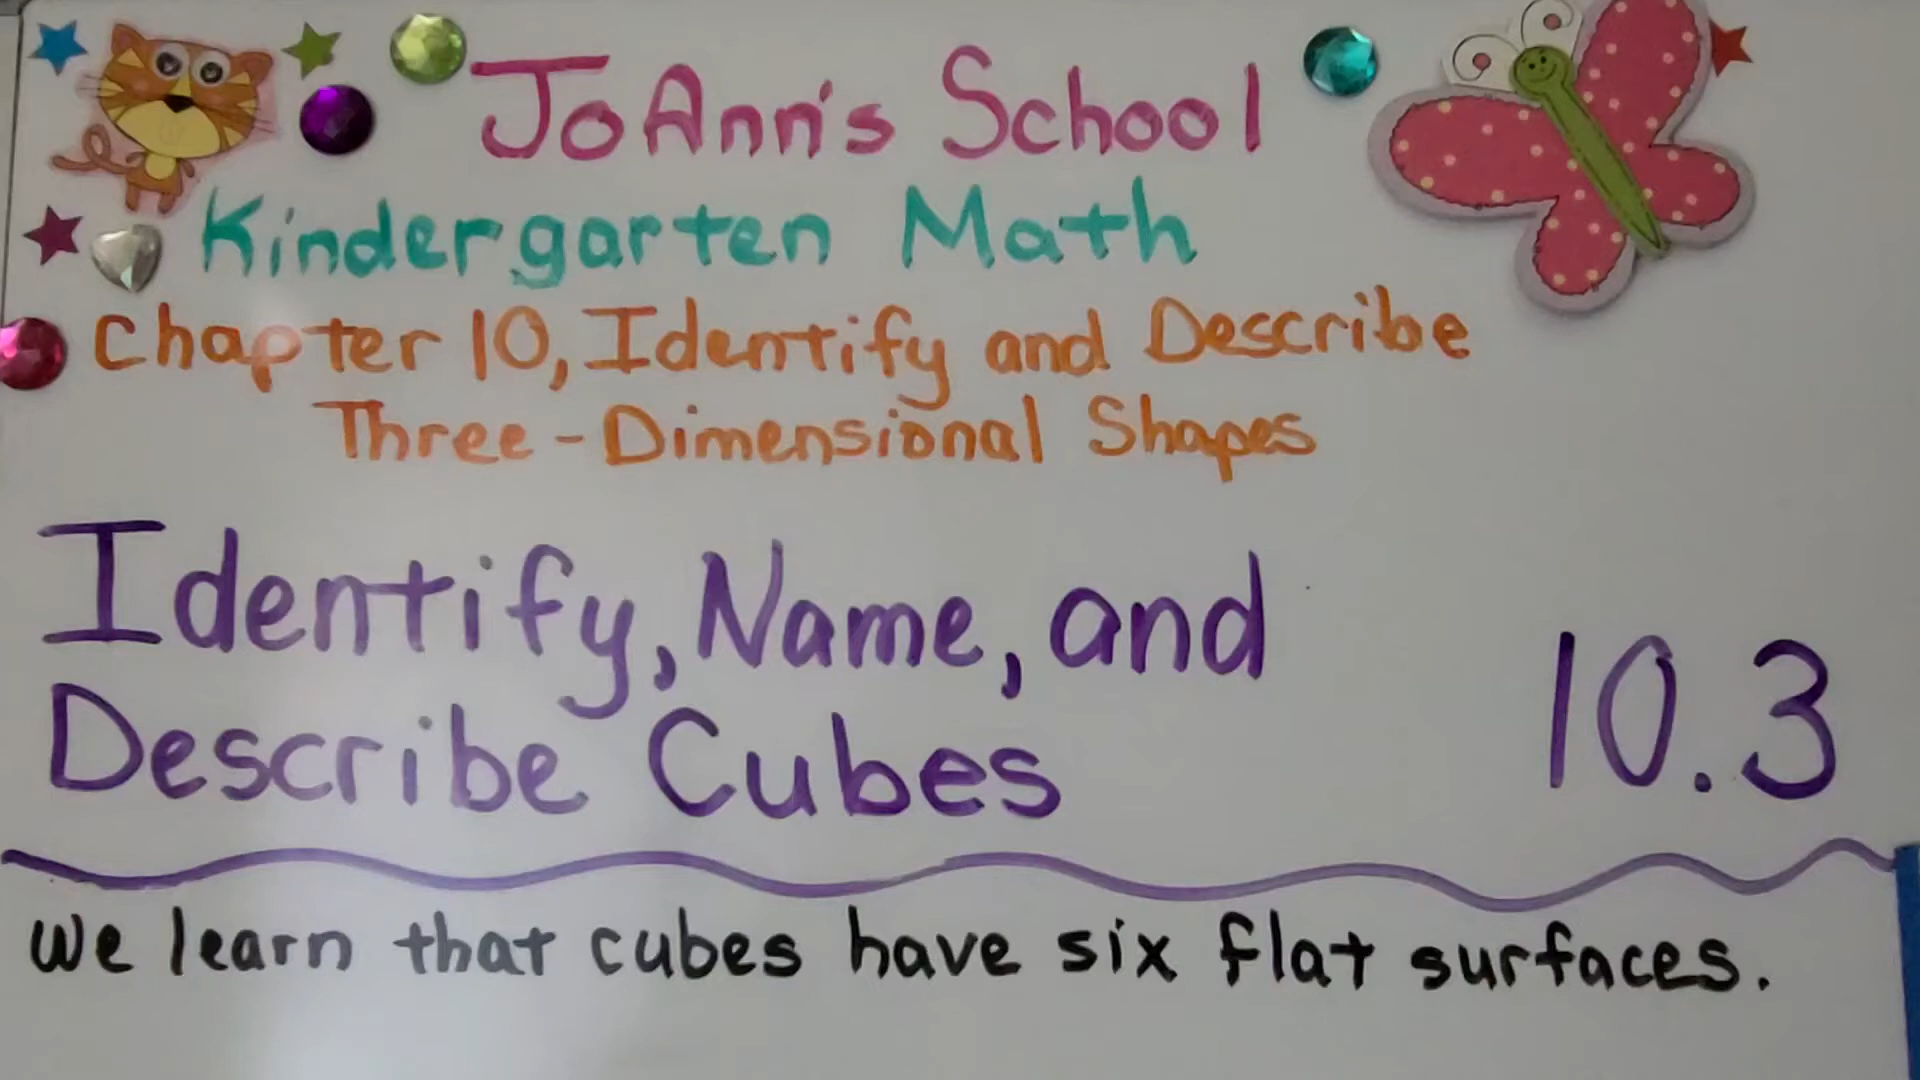 JoAnn's School
Kindergarten Math
Chapter 10, Identify and Describe
Three-Dimensional Shapes
Identify, Name, and
Describe Cubes
10.3
We learn that cubes have six flat surfaces.